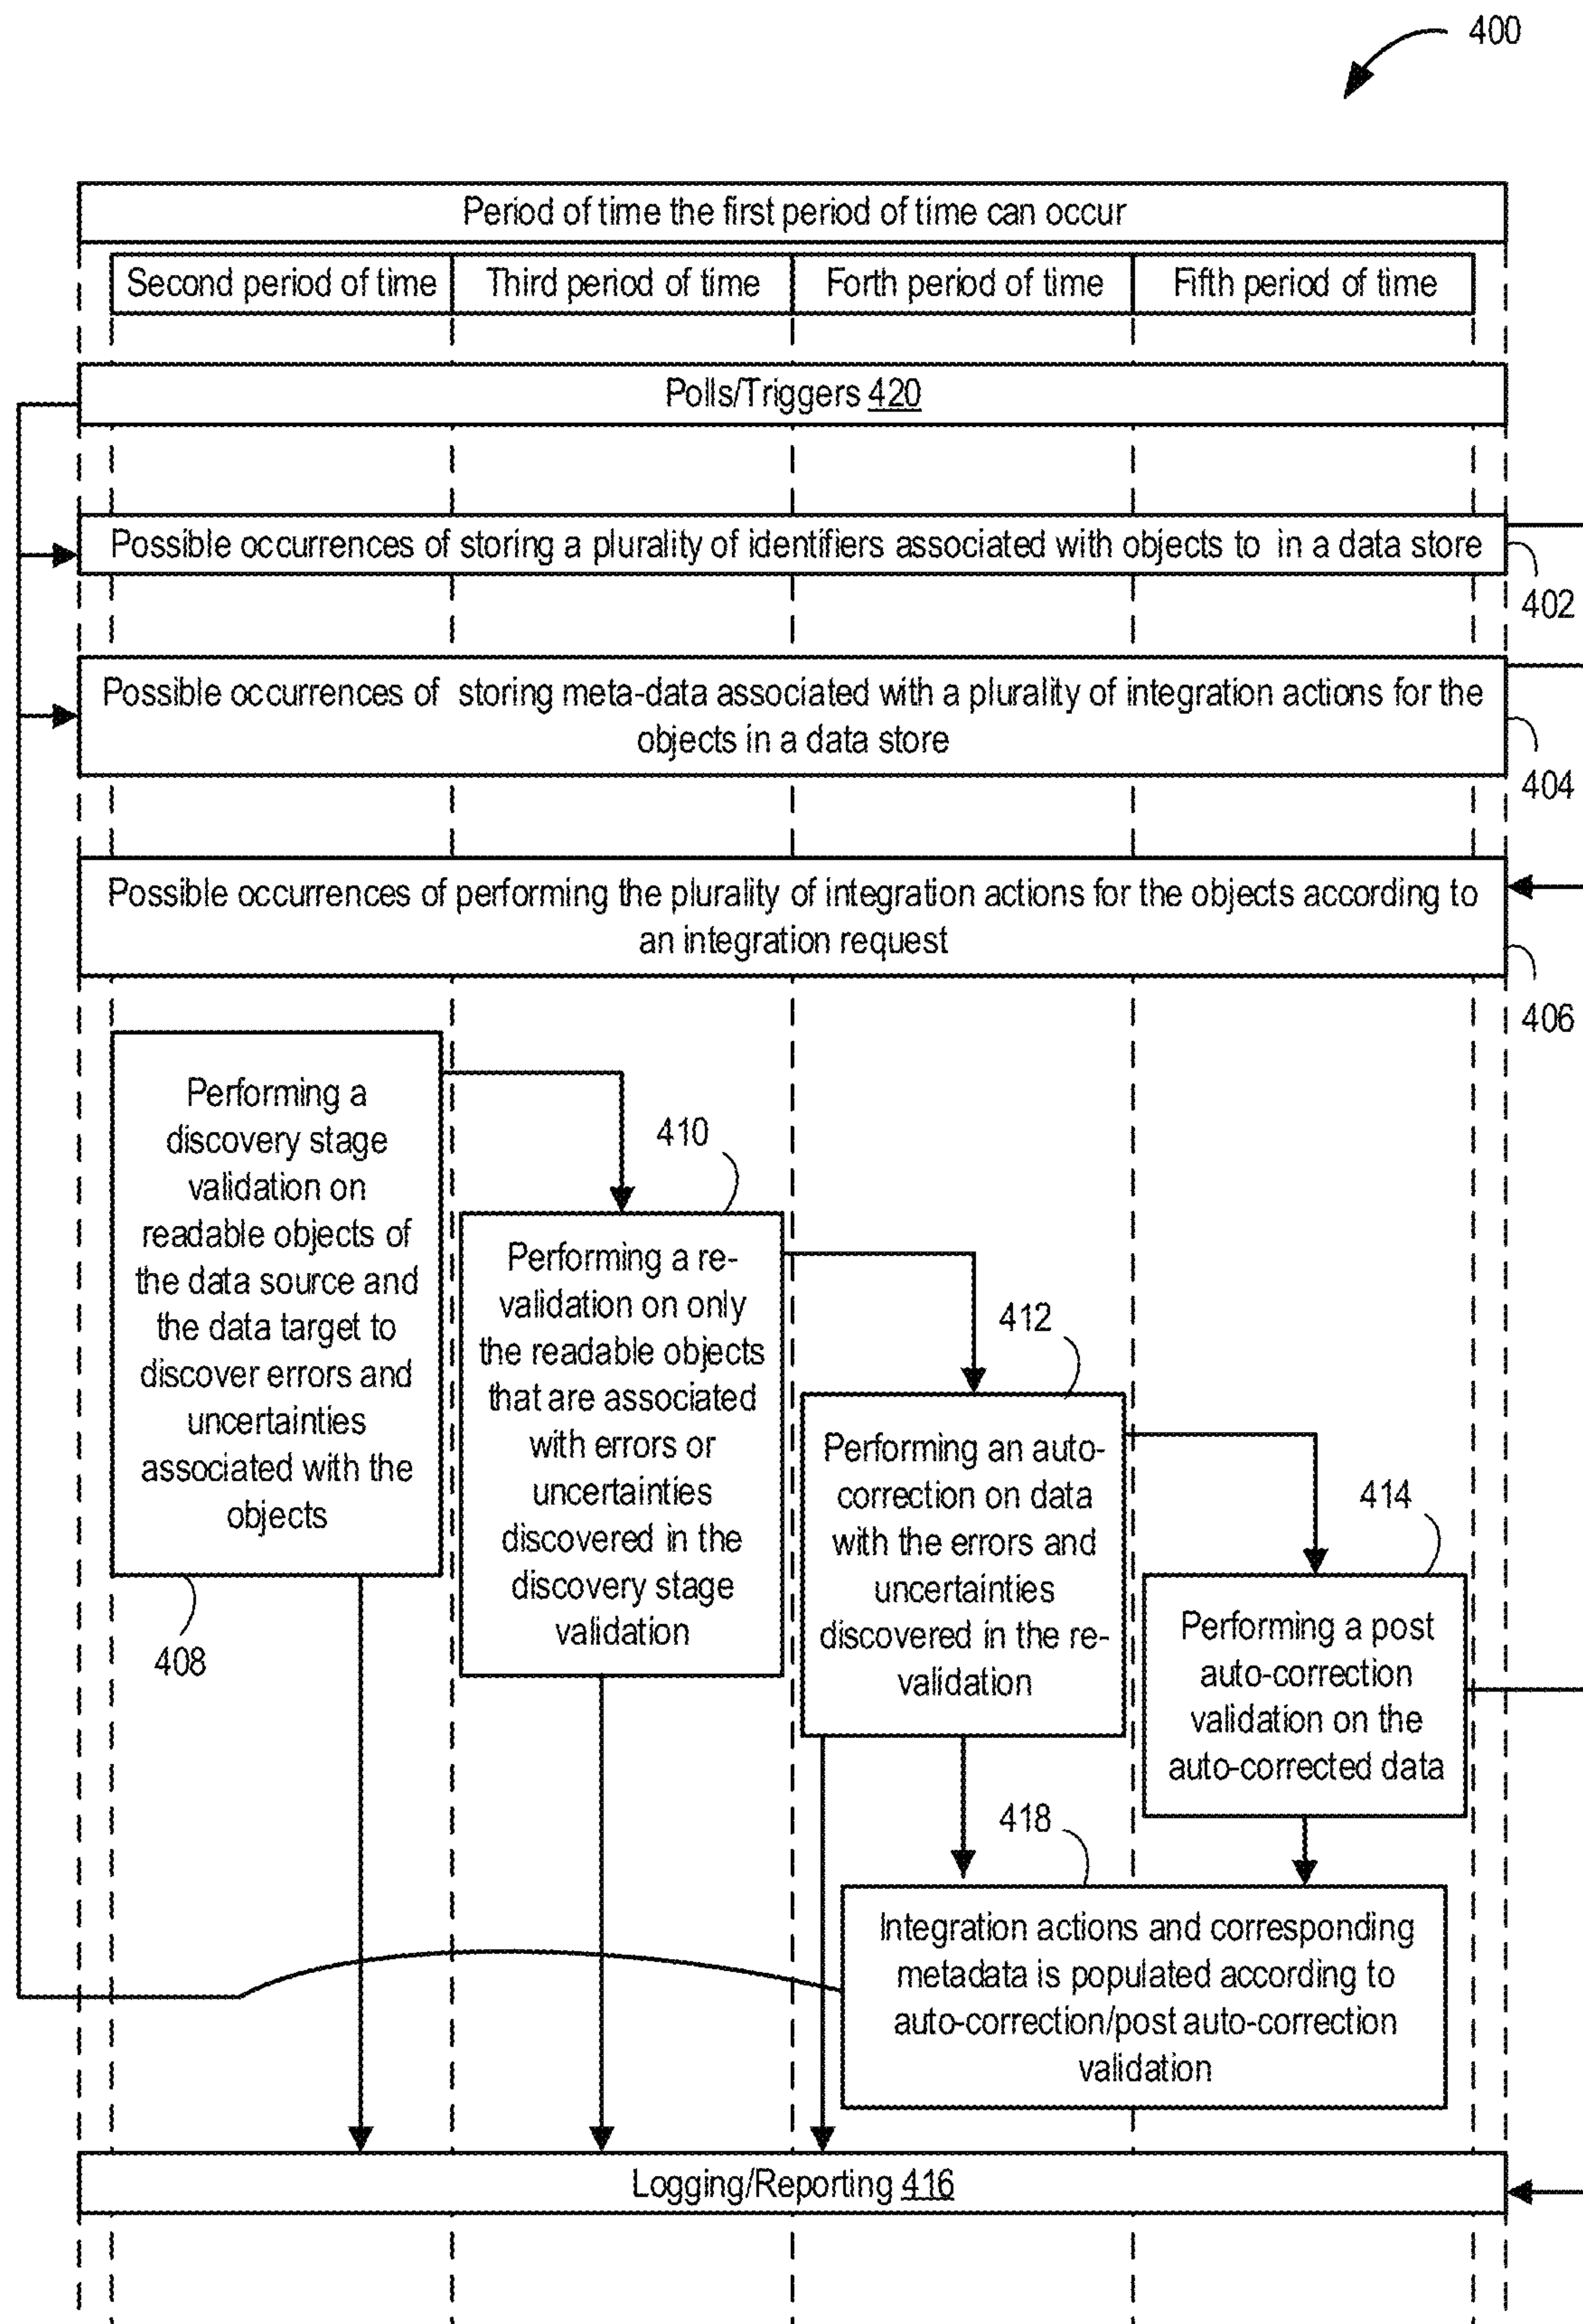 400
Period of time the first period of time can occur
Second period of time
Third period of time
Forth period of time
Fifth period of time
Polls/Triggers 420
Possible occurrences of storing a plurality of identifiers associated with objects to in a data store
402
Possible occurrences of storing meta-data associated with a plurality of integration actions for the
objects in a data store
404
Possible occurrences of performing the plurality of integration actions for the objects according to
an integration request
406
Performing a
discovery stage
validation on
readable objects of
the data source and
the data target to
discover errors and
uncertainties
associated with the
objects
408
410
Performing a re-
validation on only
the readable objects
that are associated
with errors or
uncertainties
discovered in the
discovery stage
validation
412
Performing an auto-
correction on data
with the errors and
uncertainties
discovered in the re-
validation
414
Performing a post
auto-correction
validation on the
auto-corrected data
418
Integration actions and corresponding
metadata is populated according to
auto-correction/post auto-correction
validation
Logging/Reporting 416